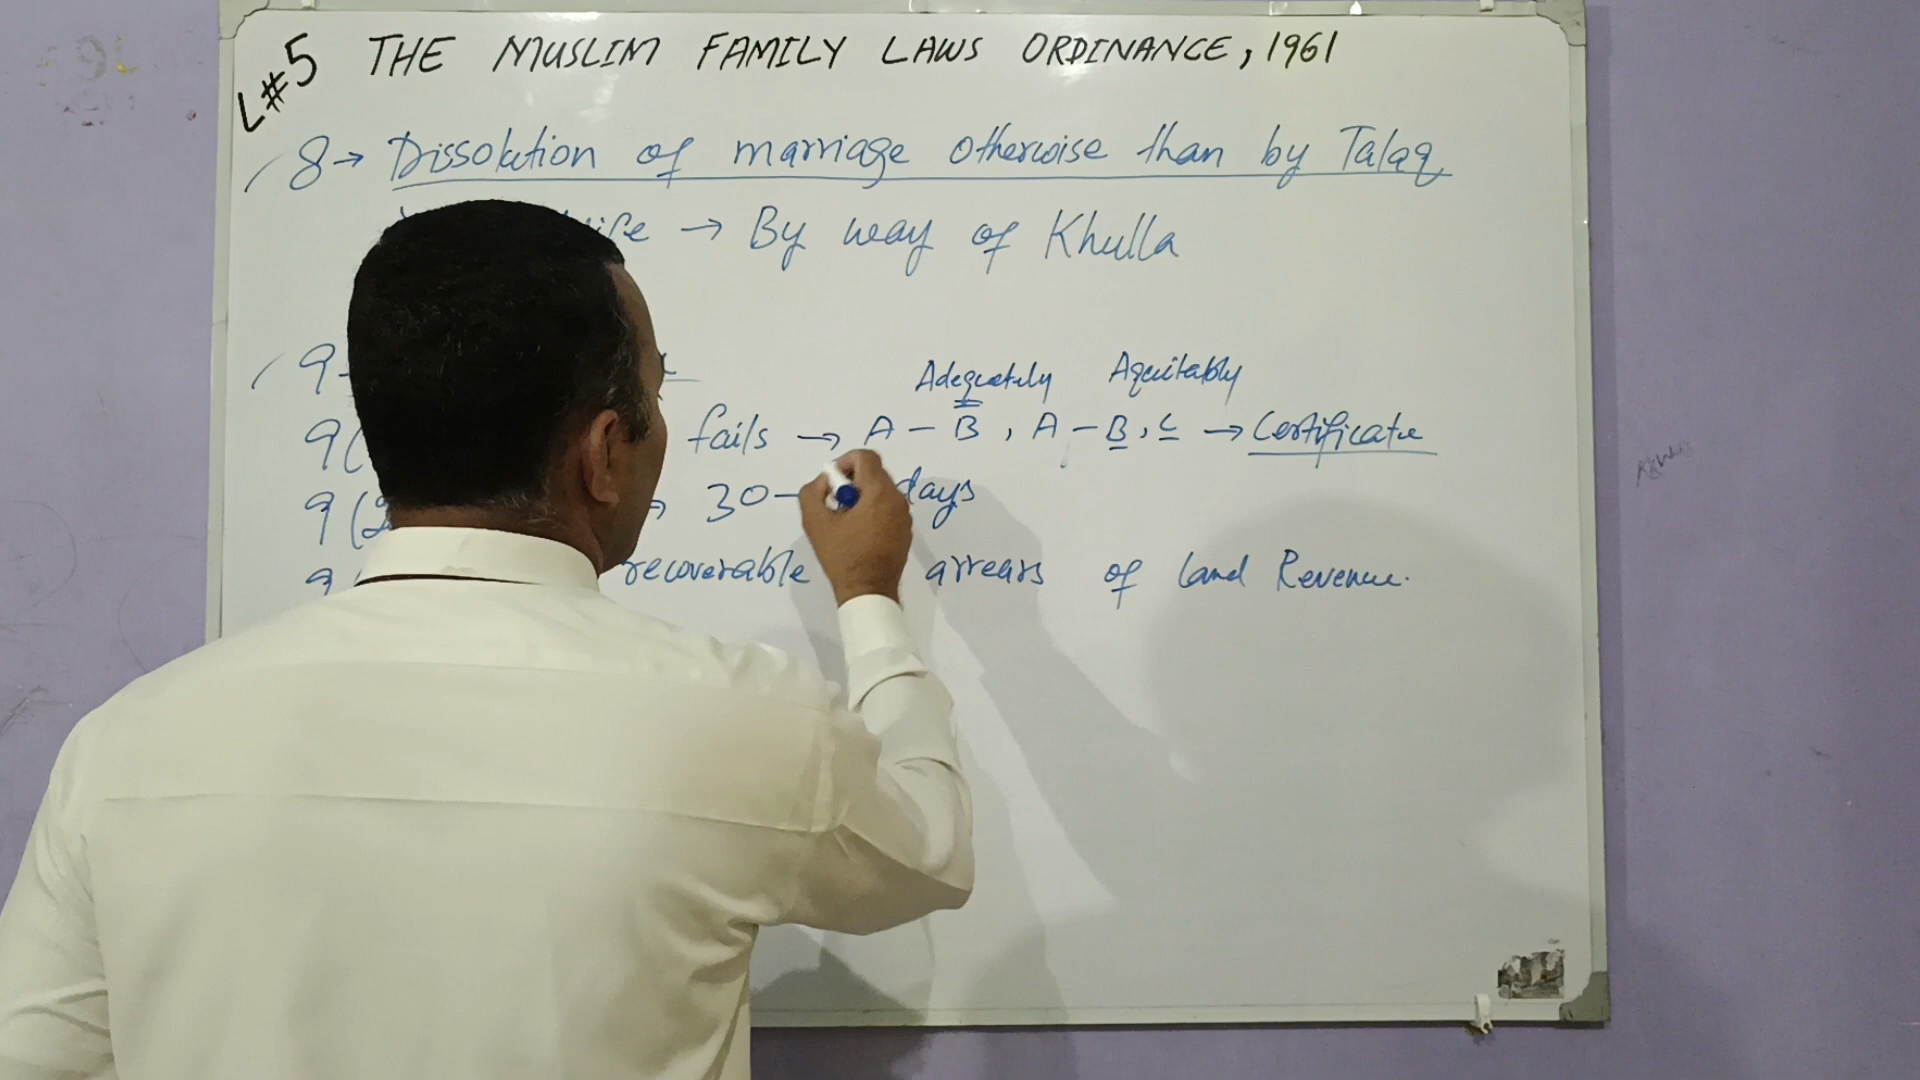 L#5 THE MUSLIM FAMILY LAWS ORDINANCE, 1961
8→ Dissolution of marriage otherwise than by Talaq
→ By way of Khulla
9
Adequately Aquitably
9( fails → A – B, A – B, C → Certificate
9(2 → 30 – days
9 recoverable arrears of land Revenue.